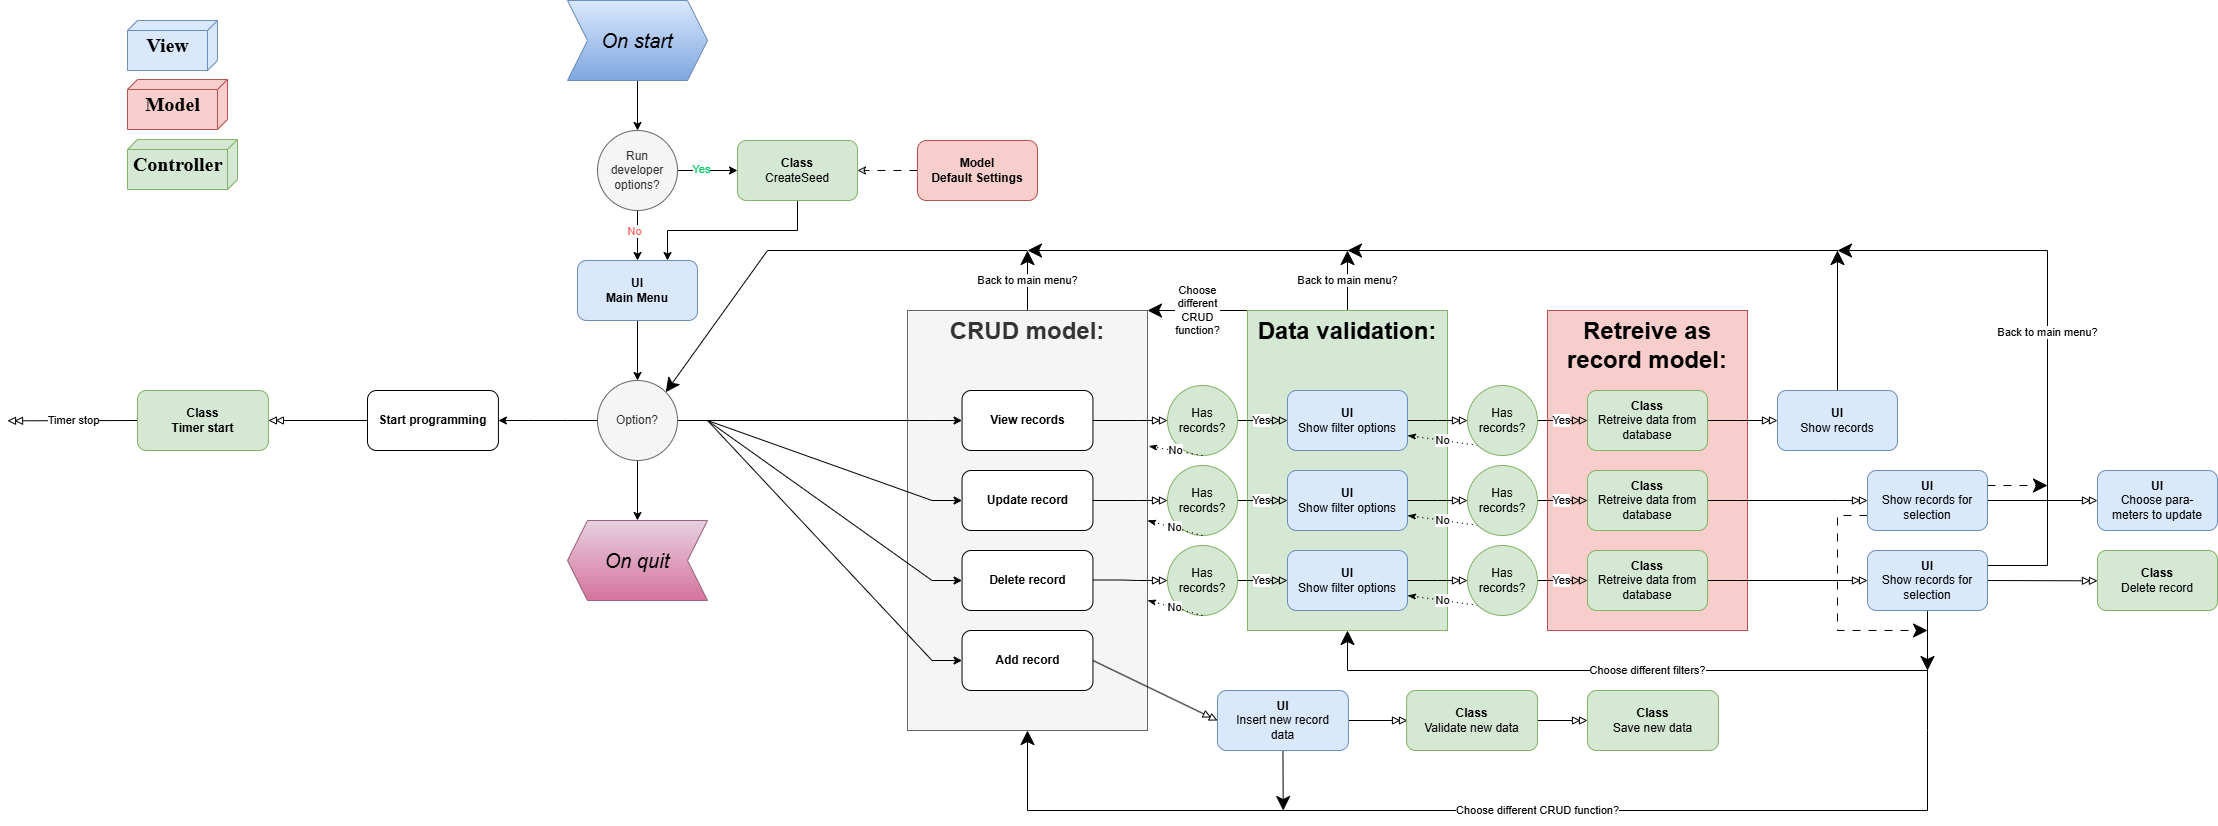 View
Model
Controller
On start
Run
developer
options?
Yes
Class
CreateSeed
Model
Default Settings
No
UI
Main Menu
Back to main menu?
Back to main menu?
Choose
different
CRUD
function?
Back to main menu?
CRUD model:
Data validation:
Retreive as
record model:
Timer stop
Class
Timer start
Start programming
Option?
View records
Has
records?
No
Yes
UI
Show filter options
No
Has
records?
Yes
Class
Retreive data from
database
UI
Show records
Update record
Has
records?
No
Yes
UI
Show filter options
No
Has
records?
Yes
Class
Retreive data from
database
UI
Show records for
selection
UI
Choose para-
meters to update
On quit
Delete record
Has
records?
No
Yes
UI
Show filter options
No
Has
records?
Yes
Class
Retreive data from
database
UI
Show records for
selection
Class
Delete record
Add record
Choose different filters?
UI
Insert new record
data
Class
Validate new data
Class
Save new data
Choose different CRUD function?